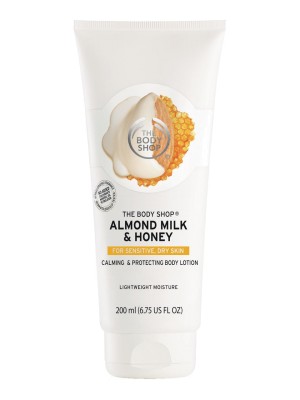 THE
BODY
SHOP
THE BODY SHOP®
ALMOND MILK
& HONEY
FOR SENSITIVE, DRY SKIN
CALMING & PROTECTING BODY LOTION
LIGHTWEIGHT MOISTURE
200 ml (6.75 US FL OZ)